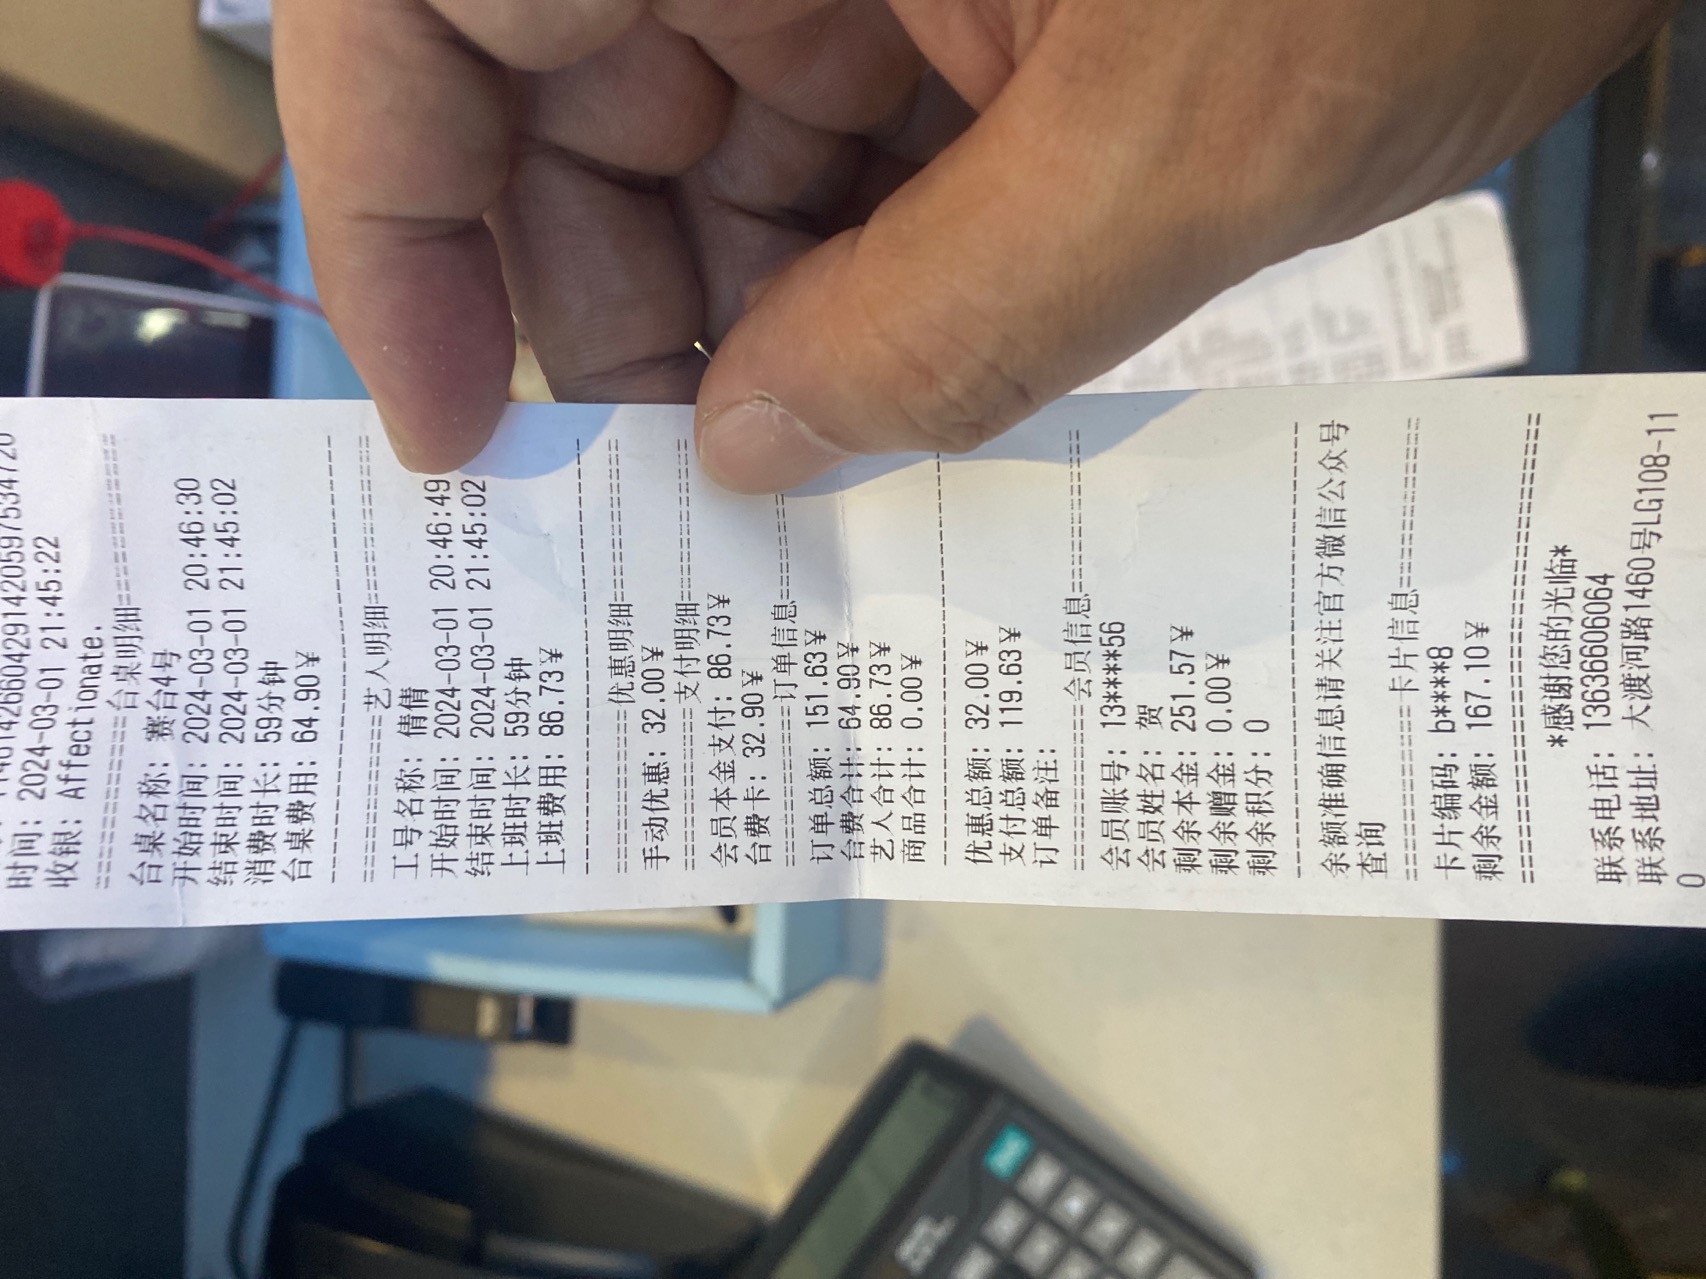 时间: 2024-03-01 21:45:22
收银: Affectionate.
========台桌明细========
台桌名称: 赛台4号
开始时间: 2024-03-01 20:46:30
结束时间: 2024-03-01 21:45:02
消费时长: 59分钟
台桌费用: 64.90¥
--------------------------------
========艺人明细========
工号名称: 倩倩
开始时间: 2024-03-01 20:46:49
结束时间: 2024-03-01 21:45:02
上班时长: 59分钟
上班费用: 86.73¥
--------------------------------
========优惠明细========
手动优惠: 32.00¥
========支付明细========
会员本金支付: 86.73¥
台费卡: 32.90¥
========订单信息========
订单总额: 151.63¥
台费合计: 64.90¥
艺人合计: 86.73¥
商品合计: 0.00¥
--------------------------------
优惠总额: 32.00¥
支付总额: 119.63¥
订单备注:
========会员信息========
会员账号: 13****56
会员姓名: 贺
剩余本金: 251.57¥
剩余赠金: 0.00¥
剩余积分: 0
--------------------------------
余额准确信息请关注官方微信公众号
查询
========卡片信息========
卡片编码: b****8
剩余金额: 167.10¥
================================
*感谢您的光临*
联系电话: 13636606064
联系地址: 大渡河路1460号LG108-11
0